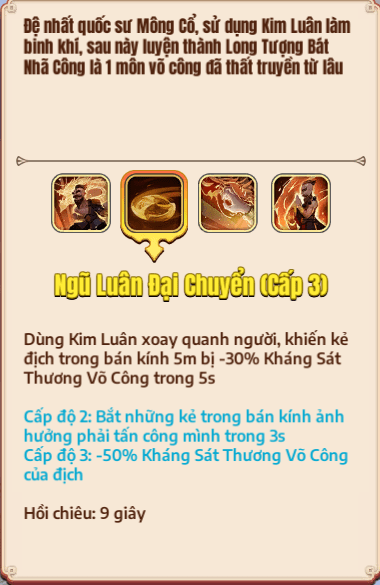 Đệ nhất quốc sư Mông Cổ, sử dụng Kim Luân làm
binh khí, sau này luyện thành Long Tượng Bát
Nhã Công là 1 môn võ công đã thất truyền từ lâu
Ngũ Luân Đại Chuyển (Cấp 3)
Dùng Kim Luân xoay quanh người, khiến kẻ
địch trong bán kính 5m bị -30% Kháng Sát
Thương Võ Công trong 5s
Cấp độ 2: Bắt những kẻ trong bán kính ảnh
hưởng phải tấn công mình trong 3s
Cấp độ 3: -50% Kháng Sát Thương Võ Công
của địch
Hồi chiêu: 9 giây